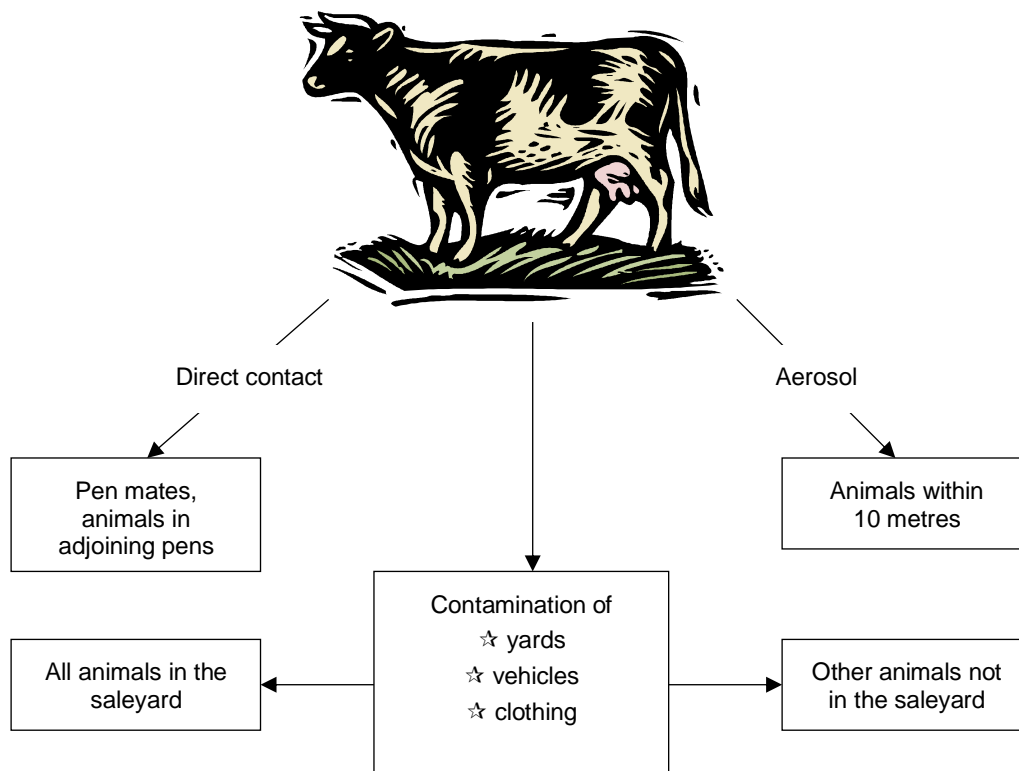 Direct contact
Aerosol
Pen mates,
animals in
adjoining pens
Animals within
10 metres
Contamination of
☆ yards
☆ vehicles
☆ clothing
All animals in the
saleyard
Other animals not
in the saleyard